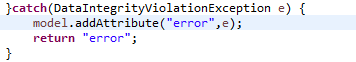 }catch(DataIntegrityViolationException e) {
model.addAttribute("error",e);
return "error";
}